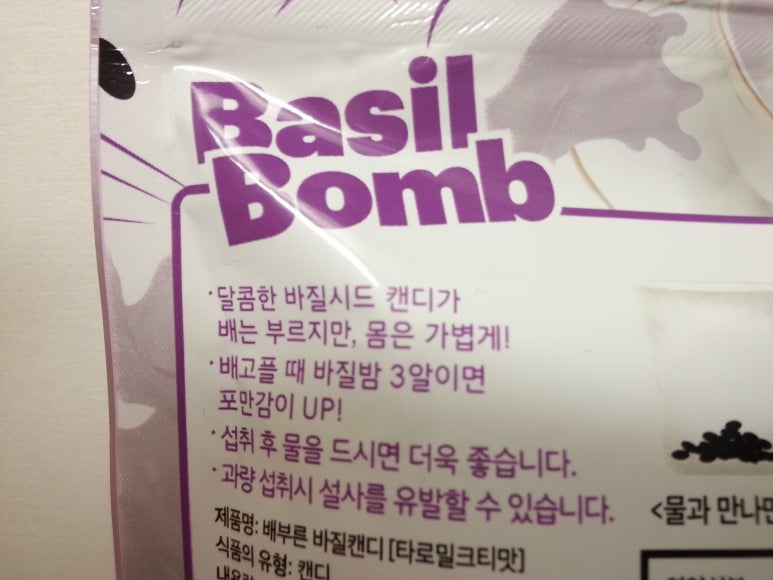 Basil
Bomb
· 달콤한 바질시드 캔디가
배는 부르지만, 몸은 가볍게!
· 배고플 때 바질밤 3알이면
포만감이 UP!
· 섭취 후 물을 드시면 더욱 좋습니다.
· 과량 섭취시 설사를 유발할 수 있습니다.
<물과 만나면
제품명: 배부른 바질캔디 [타로밀크티맛]
식품의 유형: 캔디